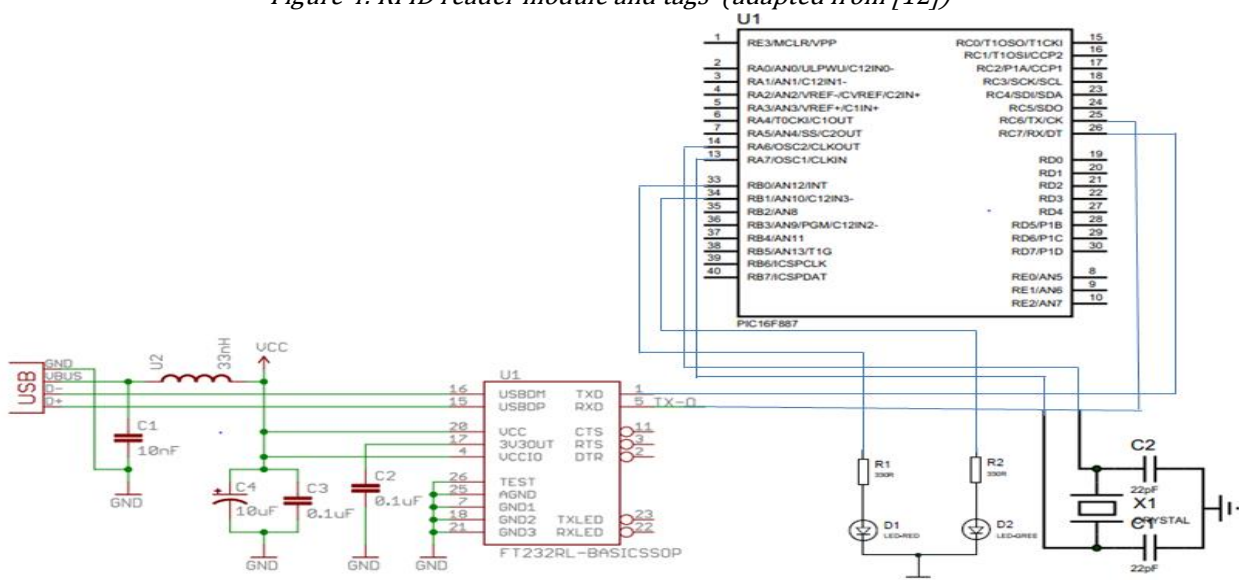 Figure 4: RFID reader module and tags (adapted from [12])
U1
1 RE3/MCLR/VPP
2 RA0/AN0/ULPWU/C12IN0-
3 RA1/AN1/C12IN1-
4 RA2/AN2/VREF-/CVREF/C2IN+
5 RA3/AN3/VREF+/C1IN+
6 RA4/T0CKI/C1OUT
7 RA5/AN4/SS/C2OUT
14 RA6/OSC2/CLKOUT
13 RA7/OSC1/CLKIN
33 RB0/AN12/INT
34 RB1/AN10/C12IN3-
35 RB2/AN8
36 RB3/AN9/PGM/C12IN2-
37 RB4/AN11
38 RB5/AN13/T1G
39 RB6/ICSPCLK
40 RB7/ICSPDAT
RC0/T1OSO/T1CKI 15
RC1/T1OSI/CCP2 16
RC2/P1A/CCP1 17
RC3/SCK/SCL 18
RC4/SDI/SDA 23
RC5/SDO 24
RC6/TX/CK 25
RC7/RX/DT 26
RD0 19
RD1 20
RD2 21
RD3 22
RD4 27
RD5/P1B 28
RD6/P1C 29
RD7/P1D 30
RE0/AN5 8
RE1/AN6 9
RE2/AN7 10
PIC16F887
USB
GND
VBUS
D-
D+
U2
33nH
VCC
C1
10nF
GND
C4
10uF
C3
0.1uF
GND
C2
0.1uF
GND
GND
U1
16 USBDM TXD 1
15 USBDP RXD 5 TX-O
20 VCC CTS 11
17 3V3OUT RTS 3
4 VCCIO DTR 2
26 TEST
25 AGND
7 GND1
18 GND2 TXLED 23
21 GND3 RXLED 22
FT232RL-BASICSSOP
R1
330R
D1
LED-RED
R2
330R
D2
LED-GREE
C2
22pF
X1
CRYSTAL
C1
22pF